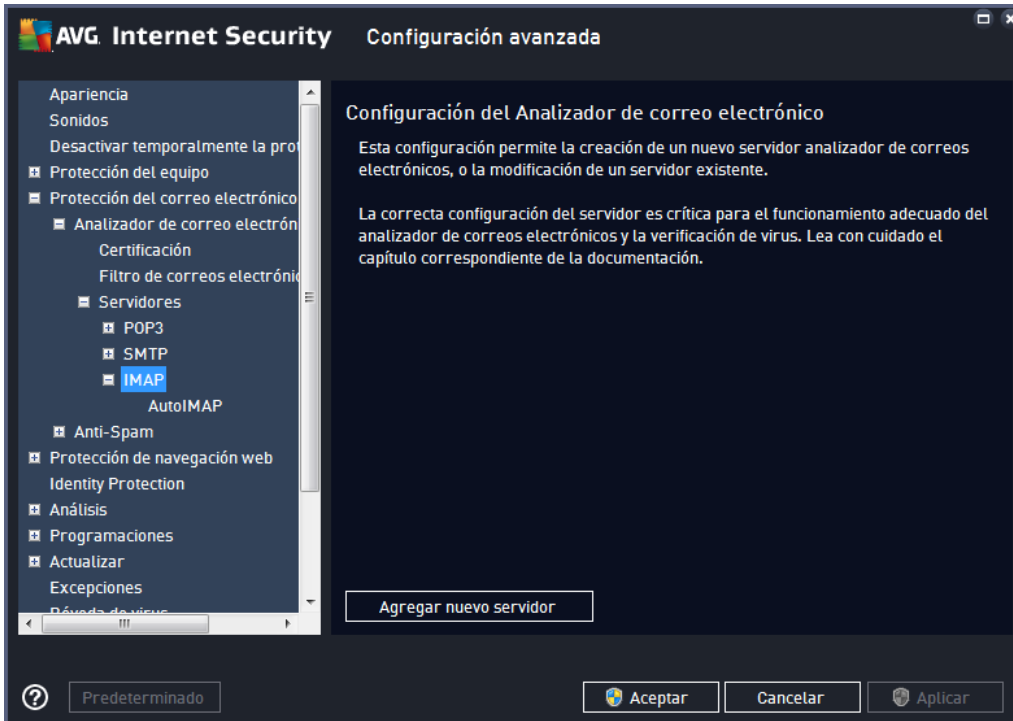 AVG. Internet Security Configuración avanzada
Apariencia
Sonidos
Desactivar temporalmente la prot
Protección del equipo
Protección del correo electrónico
Analizador de correo electrón
Certificación
Filtro de correos electrónic
Servidores
POP3
SMTP
IMAP
AutoIMAP
Anti-Spam
Protección de navegación web
Identity Protection
Análisis
Programaciones
Actualizar
Excepciones
Bóveda de virus
Configuración del Analizador de correo electrónico
Esta configuración permite la creación de un nuevo servidor analizador de correos
electrónicos, o la modificación de un servidor existente.
La correcta configuración del servidor es crítica para el funcionamiento adecuado del
analizador de correos electrónicos y la verificación de virus. Lea con cuidado el
capítulo correspondiente de la documentación.
Agregar nuevo servidor
? Predeterminado Aceptar Cancelar Aplicar